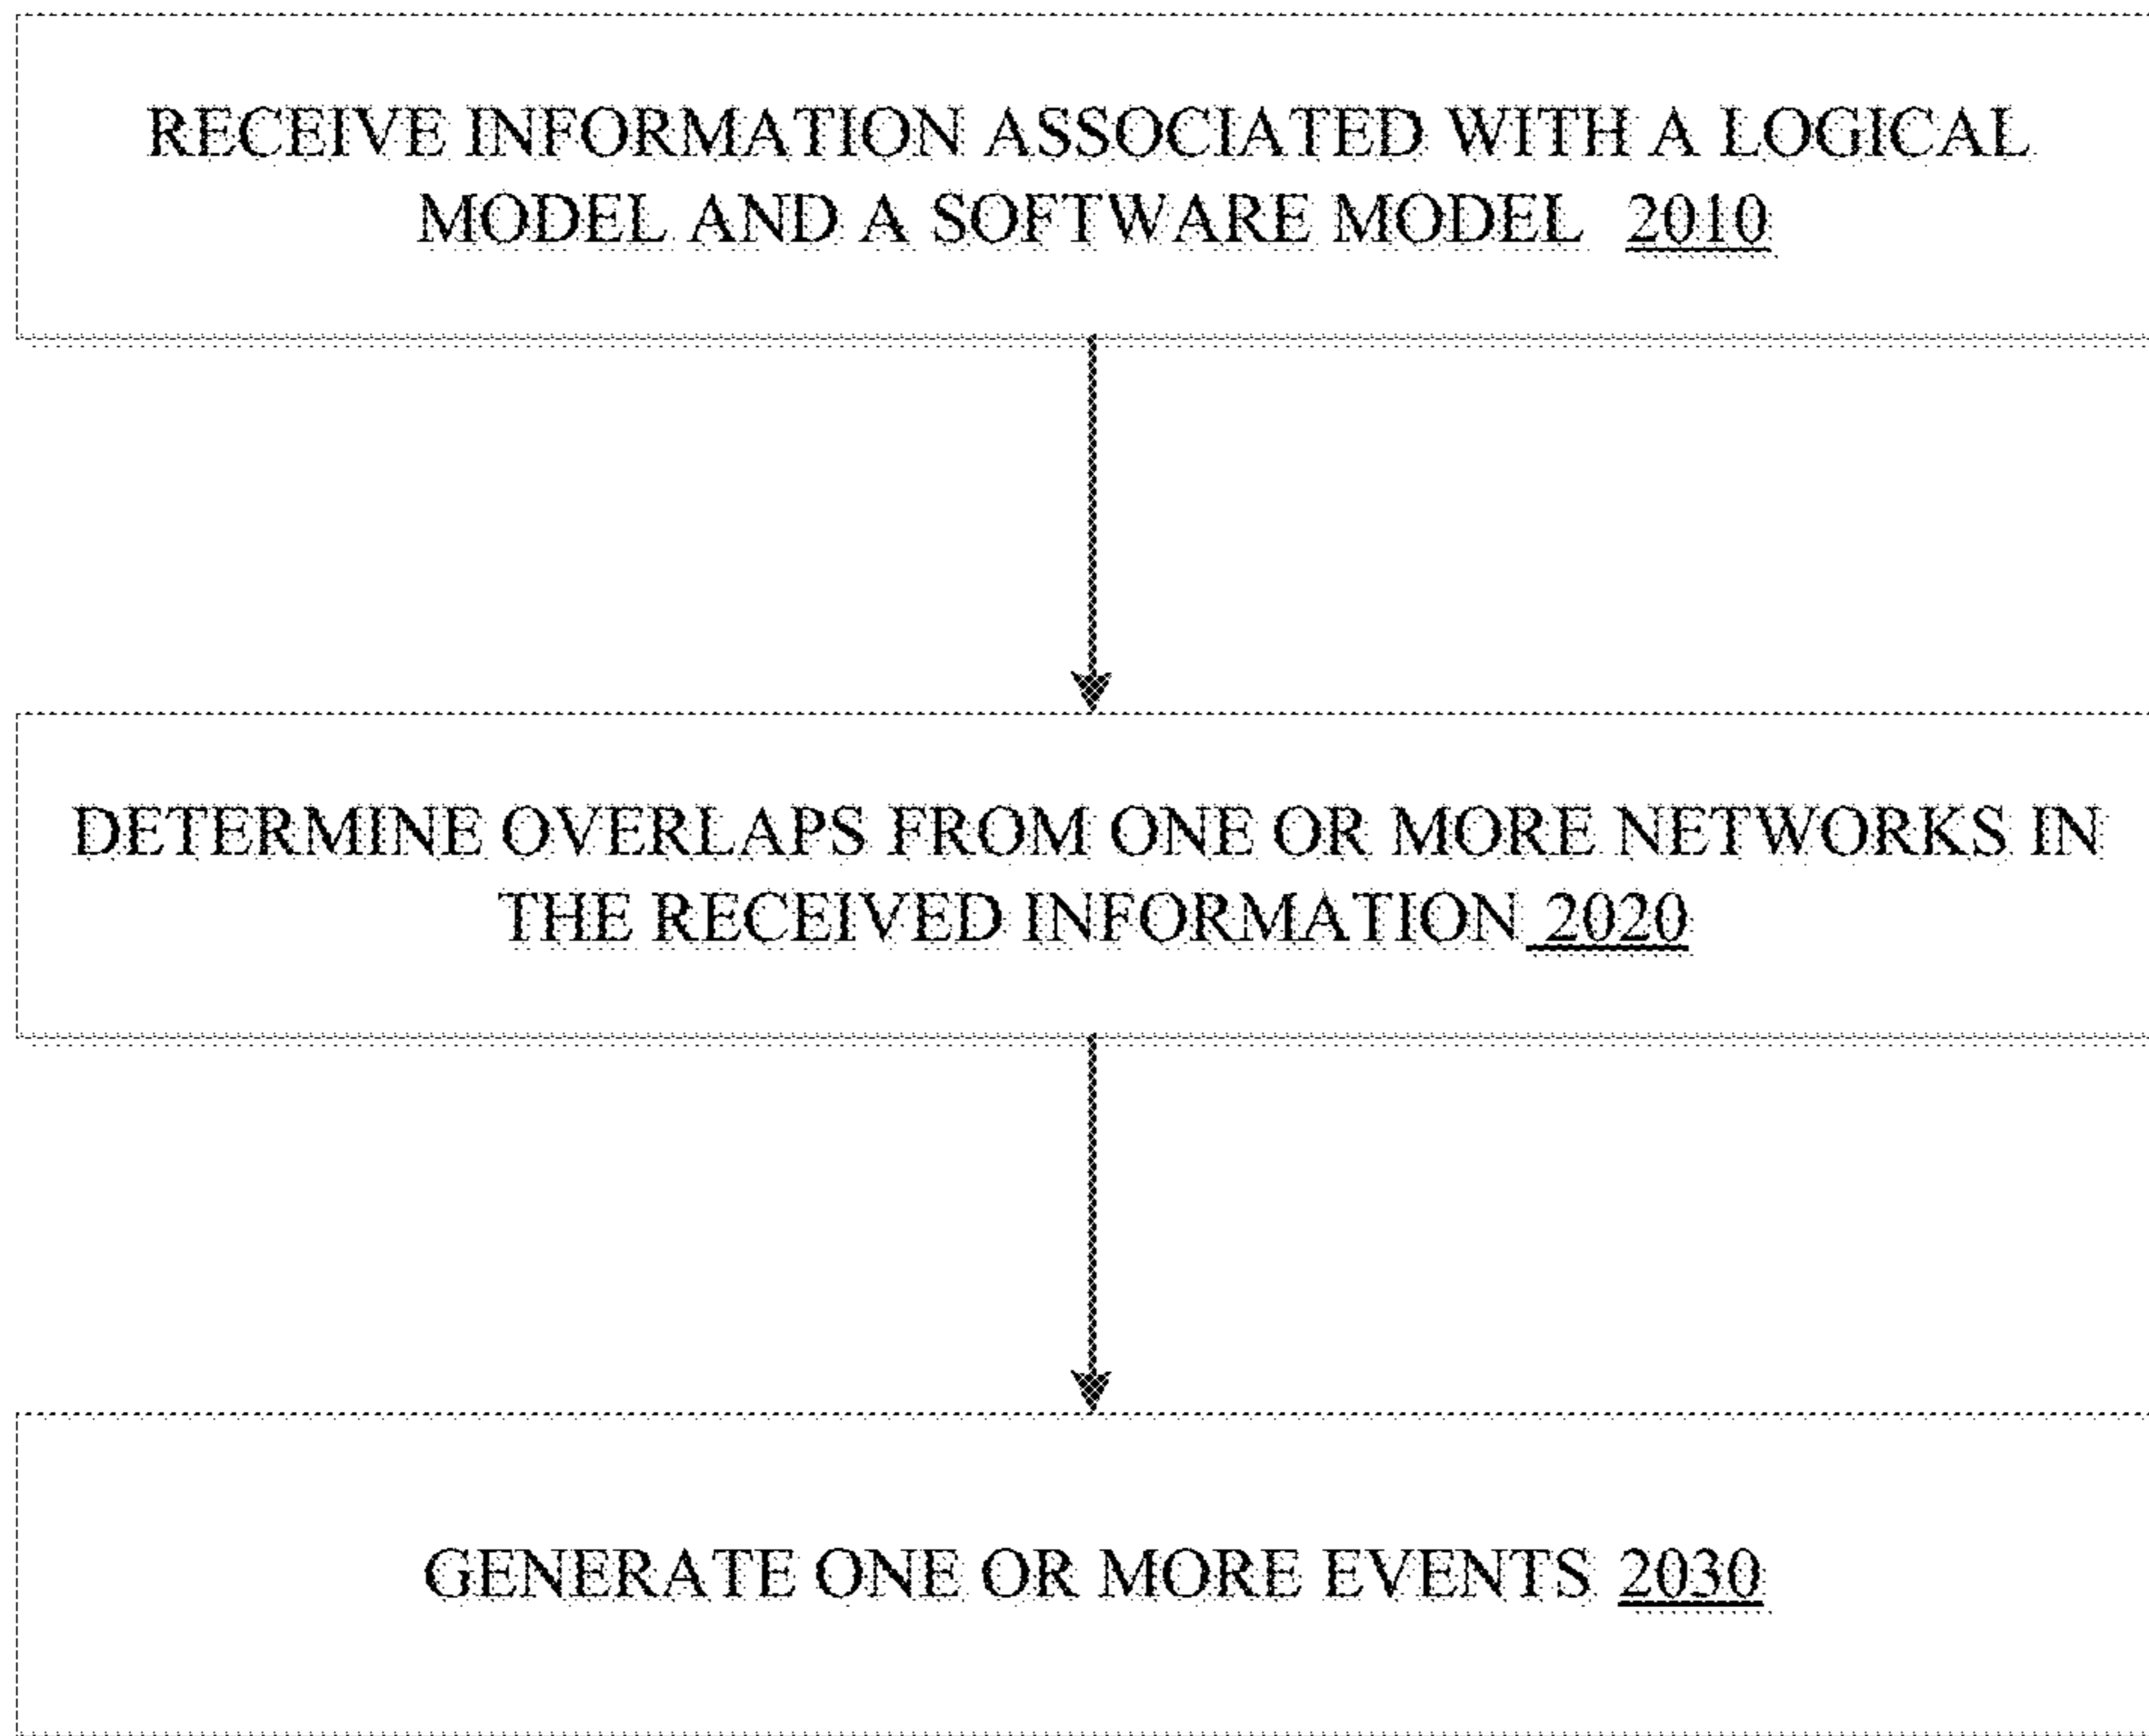 RECEIVE INFORMATION ASSOCIATED WITH A LOGICAL
MODEL AND A SOFTWARE MODEL 2010
DETERMINE OVERLAPS FROM ONE OR MORE NETWORKS IN
THE RECEIVED INFORMATION 2020
GENERATE ONE OR MORE EVENTS 2030